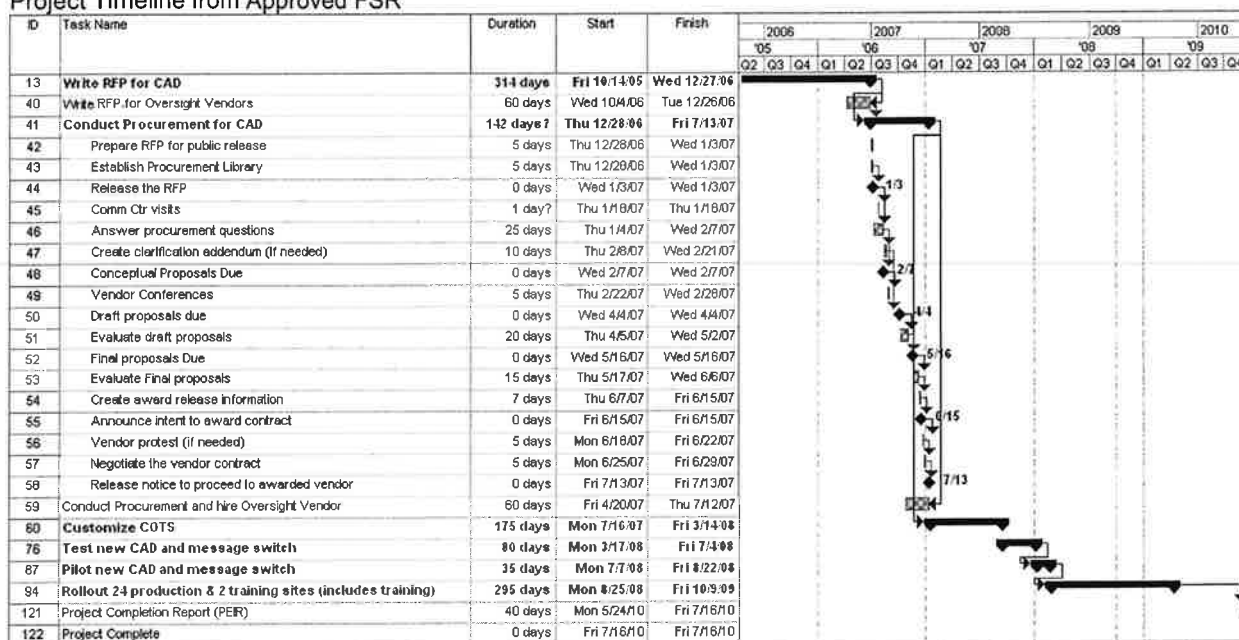 Project Timeline from Approved FSR
ID Task Name Duration Start Finish 2006 2007 2008 2009 2010
'05 '06 '07 '08 '09
Q2 Q3 Q4 Q1 Q2 Q3 Q4 Q1 Q2 Q3 Q4 Q1 Q2 Q3 Q4 Q1 Q2 Q3 Q4
13 Write RFP for CAD 314 days Fri 10/14/05 Wed 12/27/06
40 Write RFP for Oversight Vendors 60 days Wed 10/4/06 Tue 12/26/06
41 Conduct Procurement for CAD 142 days? Thu 12/28/06 Fri 7/13/07
42 Prepare RFP for public release 5 days Thu 12/28/06 Wed 1/3/07
43 Establish Procurement Library 5 days Thu 12/28/06 Wed 1/3/07
44 Release the RFP 0 days Wed 1/3/07 Wed 1/3/07 1/3
45 Comm Ctr visits 1 day? Thu 1/18/07 Thu 1/18/07
46 Answer procurement questions 25 days Thu 1/4/07 Wed 2/7/07
47 Create clarification addendum (if needed) 10 days Thu 2/8/07 Wed 2/21/07
48 Conceptual Proposals Due 0 days Wed 2/7/07 Wed 2/7/07 2/7
49 Vendor Conferences 5 days Thu 2/22/07 Wed 2/28/07
50 Draft proposals due 0 days Wed 4/4/07 Wed 4/4/07 4/4
51 Evaluate draft proposals 20 days Thu 4/5/07 Wed 5/2/07
52 Final proposals Due 0 days Wed 5/16/07 Wed 5/16/07 5/16
53 Evaluate Final proposals 15 days Thu 5/17/07 Wed 6/6/07
54 Create award release information 7 days Thu 6/7/07 Fri 6/15/07
55 Announce intent to award contract 0 days Fri 6/15/07 Fri 6/15/07 6/15
56 Vendor protest (if needed) 5 days Mon 6/18/07 Fri 6/22/07
57 Negotiate the vendor contract 5 days Mon 6/25/07 Fri 6/29/07
58 Release notice to proceed to awarded vendor 0 days Fri 7/13/07 Fri 7/13/07 7/13
59 Conduct Procurement and hire Oversight Vendor 60 days Fri 4/20/07 Thu 7/12/07
60 Customize COTS 175 days Mon 7/16/07 Fri 3/14/08
76 Test new CAD and message switch 80 days Mon 3/17/08 Fri 7/4/08
87 Pilot new CAD and message switch 35 days Mon 7/7/08 Fri 8/22/08
94 Rollout 24 production & 2 training sites (includes training) 295 days Mon 8/25/08 Fri 10/9/09
121 Project Completion Report (PEIR) 40 days Mon 5/24/10 Fri 7/16/10
122 Project Complete 0 days Fri 7/16/10 Fri 7/16/10